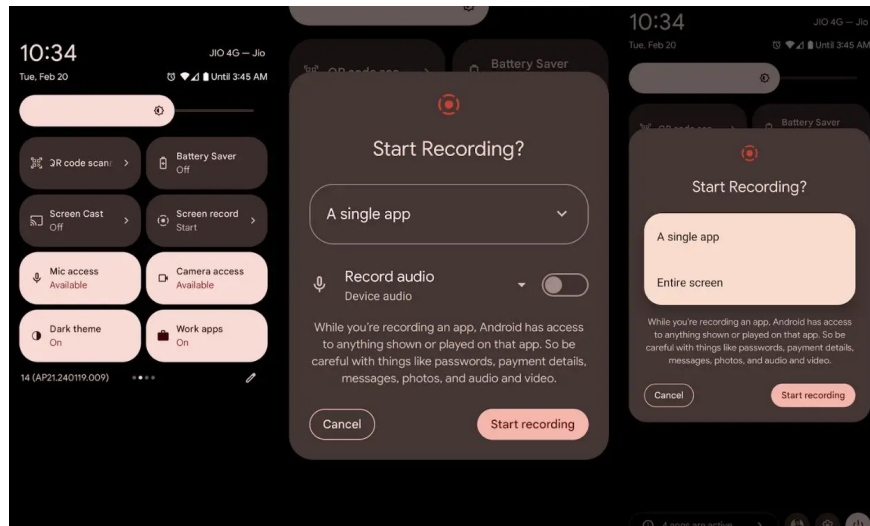 10:34
JIO 4G — Jio
Tue, Feb 20
Until 3:45 AM
QR code scan
Battery Saver
Off
Screen Cast
Off
Screen record
Start
Mic access
Available
Camera access
Available
Dark theme
On
Work apps
On
14 (AP21.240119.009)
QR code scan
Battery Saver
Start Recording?
A single app
Record audio
Device audio
While you're recording an app, Android has access
to anything shown or played on that app. So be
careful with things like passwords, payment details,
messages, photos, and audio and video.
Cancel
Start recording
10:34
JIO 4G — Jio
Tue, Feb 20
Until 3:45 AM
Battery Saver
Start Recording?
A single app
Entire screen
While you're recording an app, Android has access
to anything shown or played on that app. So be
careful with things like passwords, payment details,
messages, photos, and audio and video.
Cancel
Start recording
4 apps are active